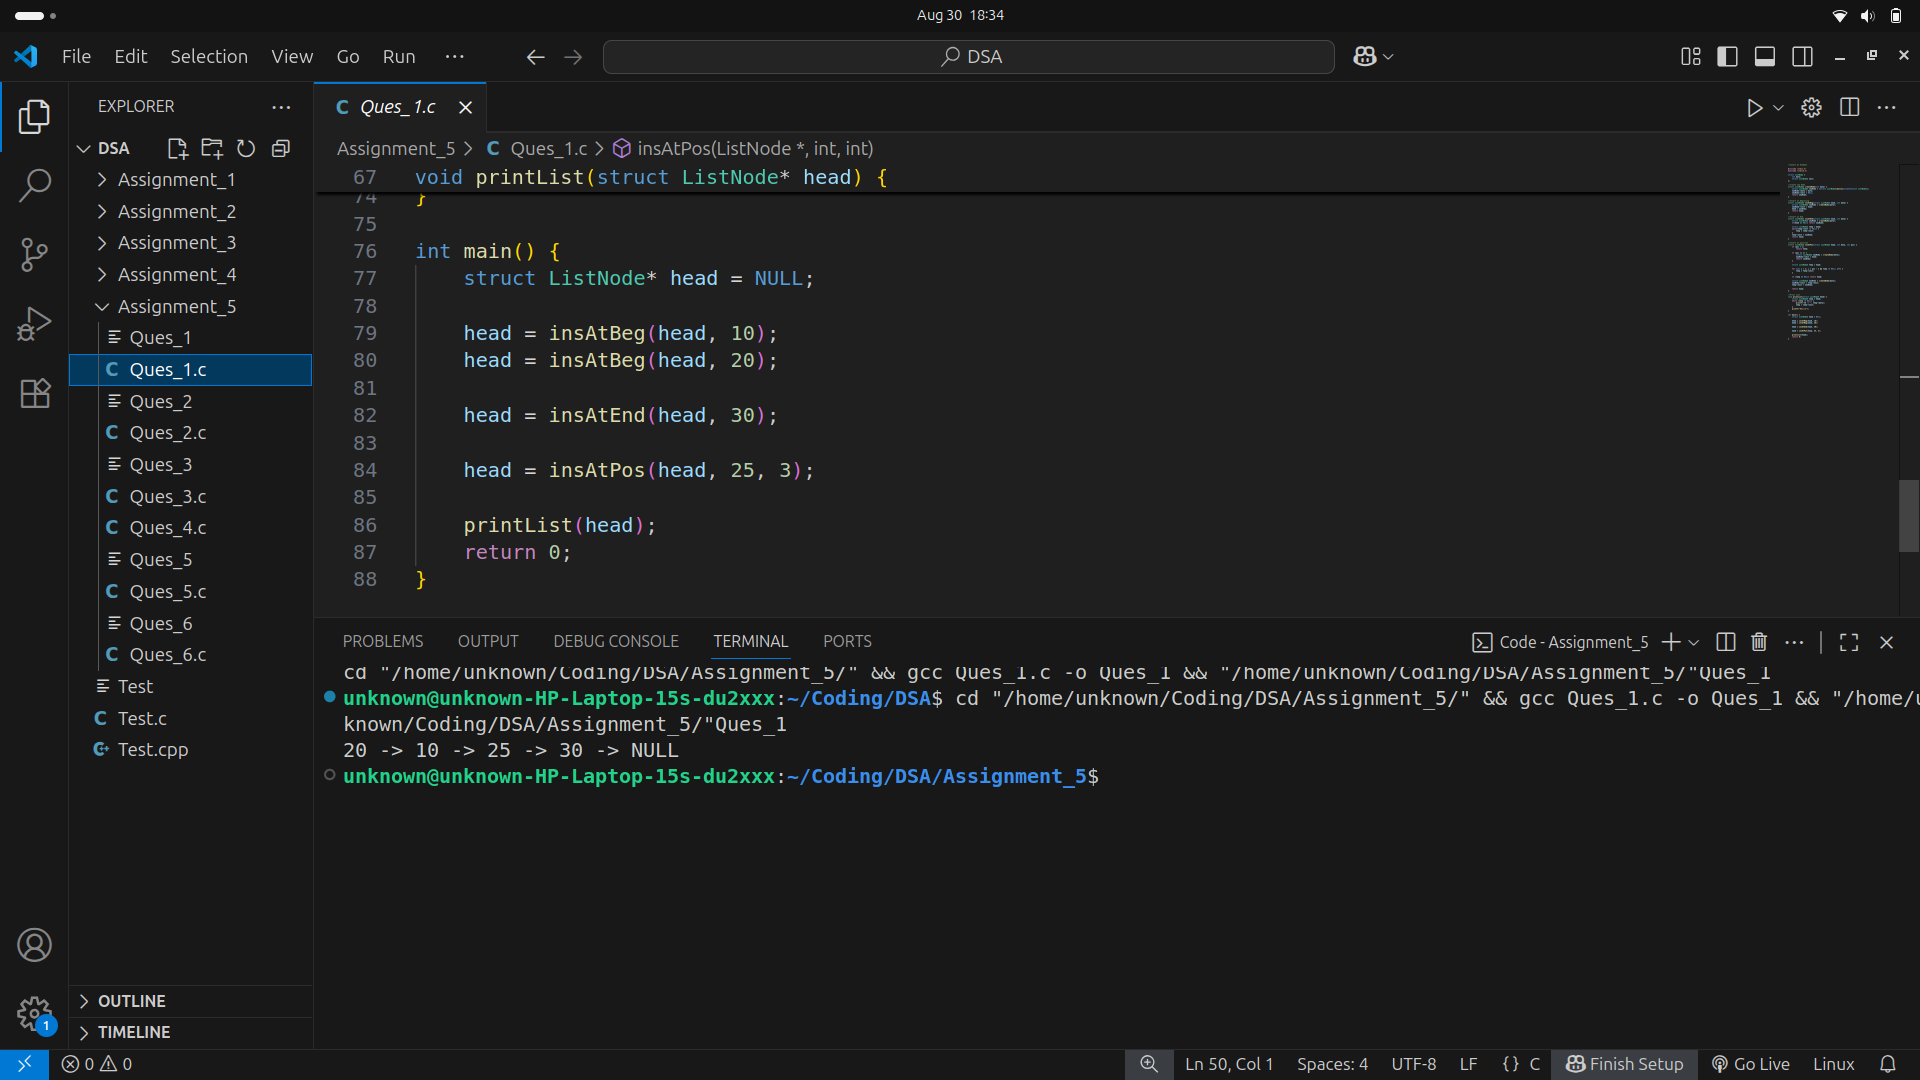 Aug 30 18:34
File Edit Selection View Go Run ···
DSA
EXPLORER
DSA
Assignment_1
Assignment_2
Assignment_3
Assignment_4
Assignment_5
Ques_1
Ques_1.c
Ques_2
Ques_2.c
Ques_3
Ques_3.c
Ques_4.c
Ques_5
Ques_5.c
Ques_6
Ques_6.c
Test
Test.c
Test.cpp
OUTLINE
TIMELINE
1
Ques_1.c
Assignment_5 > C Ques_1.c > insAtPos(ListNode *, int, int)
67 void printList(struct ListNode* head) {
74 }
75
76 int main() {
77 struct ListNode* head = NULL;
78
79 head = insAtBeg(head, 10);
80 head = insAtBeg(head, 20);
81
82 head = insAtEnd(head, 30);
83
84 head = insAtPos(head, 25, 3);
85
86 printList(head);
87 return 0;
88 }
PROBLEMS OUTPUT DEBUG CONSOLE TERMINAL PORTS
Code - Assignment_5
cd "/home/unknown/Coding/DSA/Assignment_5/" && gcc Ques_1.c -o Ques_1 && "/home/unknown/Coding/DSA/Assignment_5/"Ques_1
unknown@unknown-HP-Laptop-15s-du2xxx:~/Coding/DSA$ cd "/home/unknown/Coding/DSA/Assignment_5/" && gcc Ques_1.c -o Ques_1 && "/home/u
known/Coding/DSA/Assignment_5/"Ques_1
20 -> 10 -> 25 -> 30 -> NULL
unknown@unknown-HP-Laptop-15s-du2xxx:~/Coding/DSA/Assignment_5$
0 0
Ln 50, Col 1 Spaces: 4 UTF-8 LF {} C Finish Setup Go Live Linux